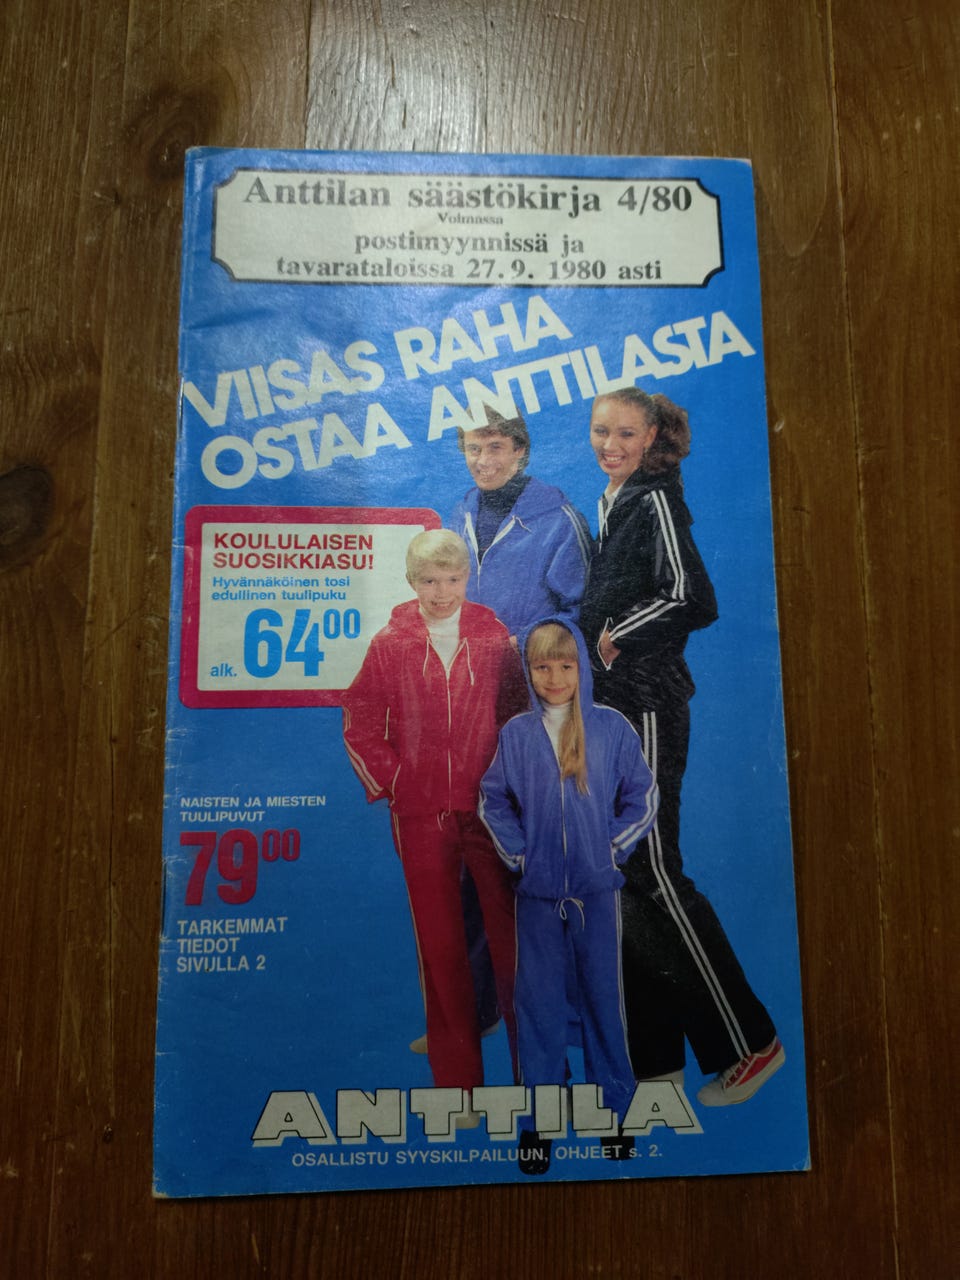 Anttilan säästökirja 4/80
Voimassa
postimyynnissä ja
tavarataloissa 27.9. 1980 asti
VIISAS RAHA
OSTAA ANTTILASTA
KOULULAISEN
SUOSIKKIASU!
Hyvännäköinen tosi
edullinen tuulipuku
alk. 64 00
NAISTEN JA MIESTEN
TUULIPUVUT
79 00
TARKEMMAT
TIEDOT
SIVULLA 2
ANTTILA
OSALLISTU SYYSKILPAILUUN, OHJEET s. 2.